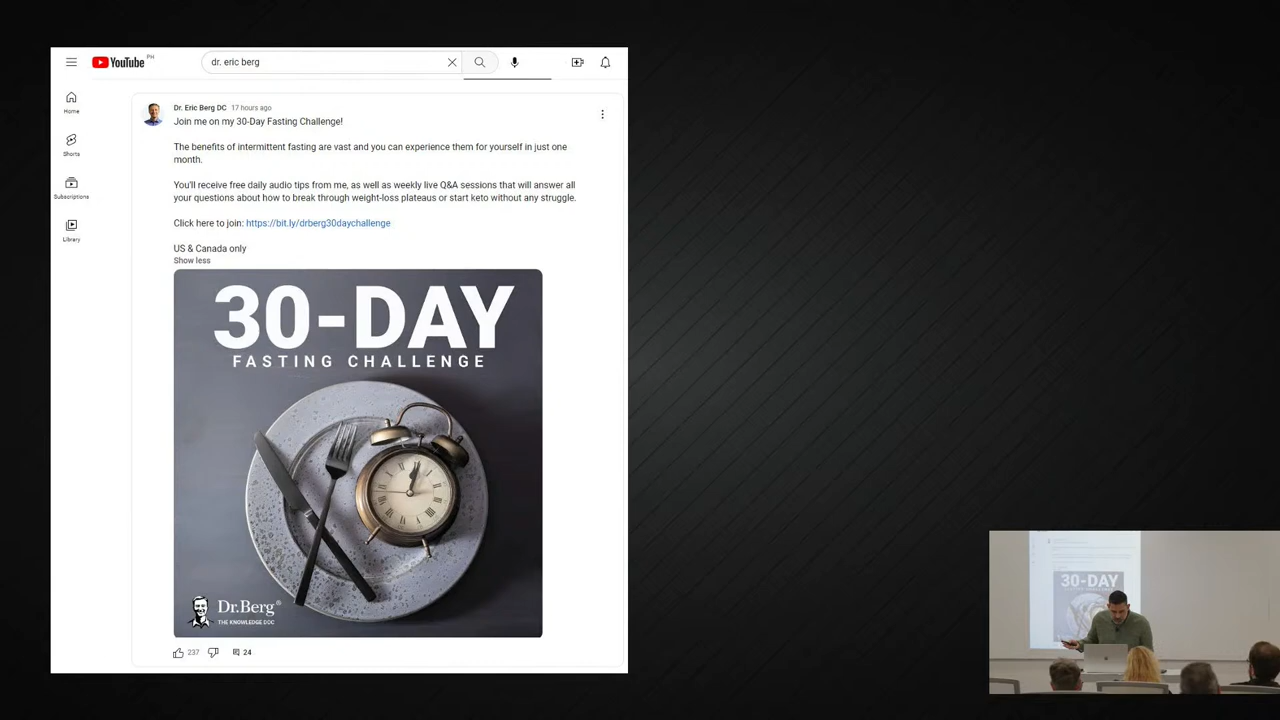 YouTube PH
dr. eric berg
Home
Shorts
Subscriptions
Library
Dr. Eric Berg DC 17 hours ago
Join me on my 30-Day Fasting Challenge!
The benefits of intermittent fasting are vast and you can experience them for yourself in just one
month.
You'll receive free daily audio tips from me, as well as weekly live Q&A sessions that will answer all
your questions about how to break through weight-loss plateaus or start keto without any struggle.
Click here to join: https://bit.ly/drberg30daychallenge
US & Canada only
Show less
30-DAY
FASTING CHALLENGE
Dr.Berg®
THE KNOWLEDGE DOC
237
24
30-DAY